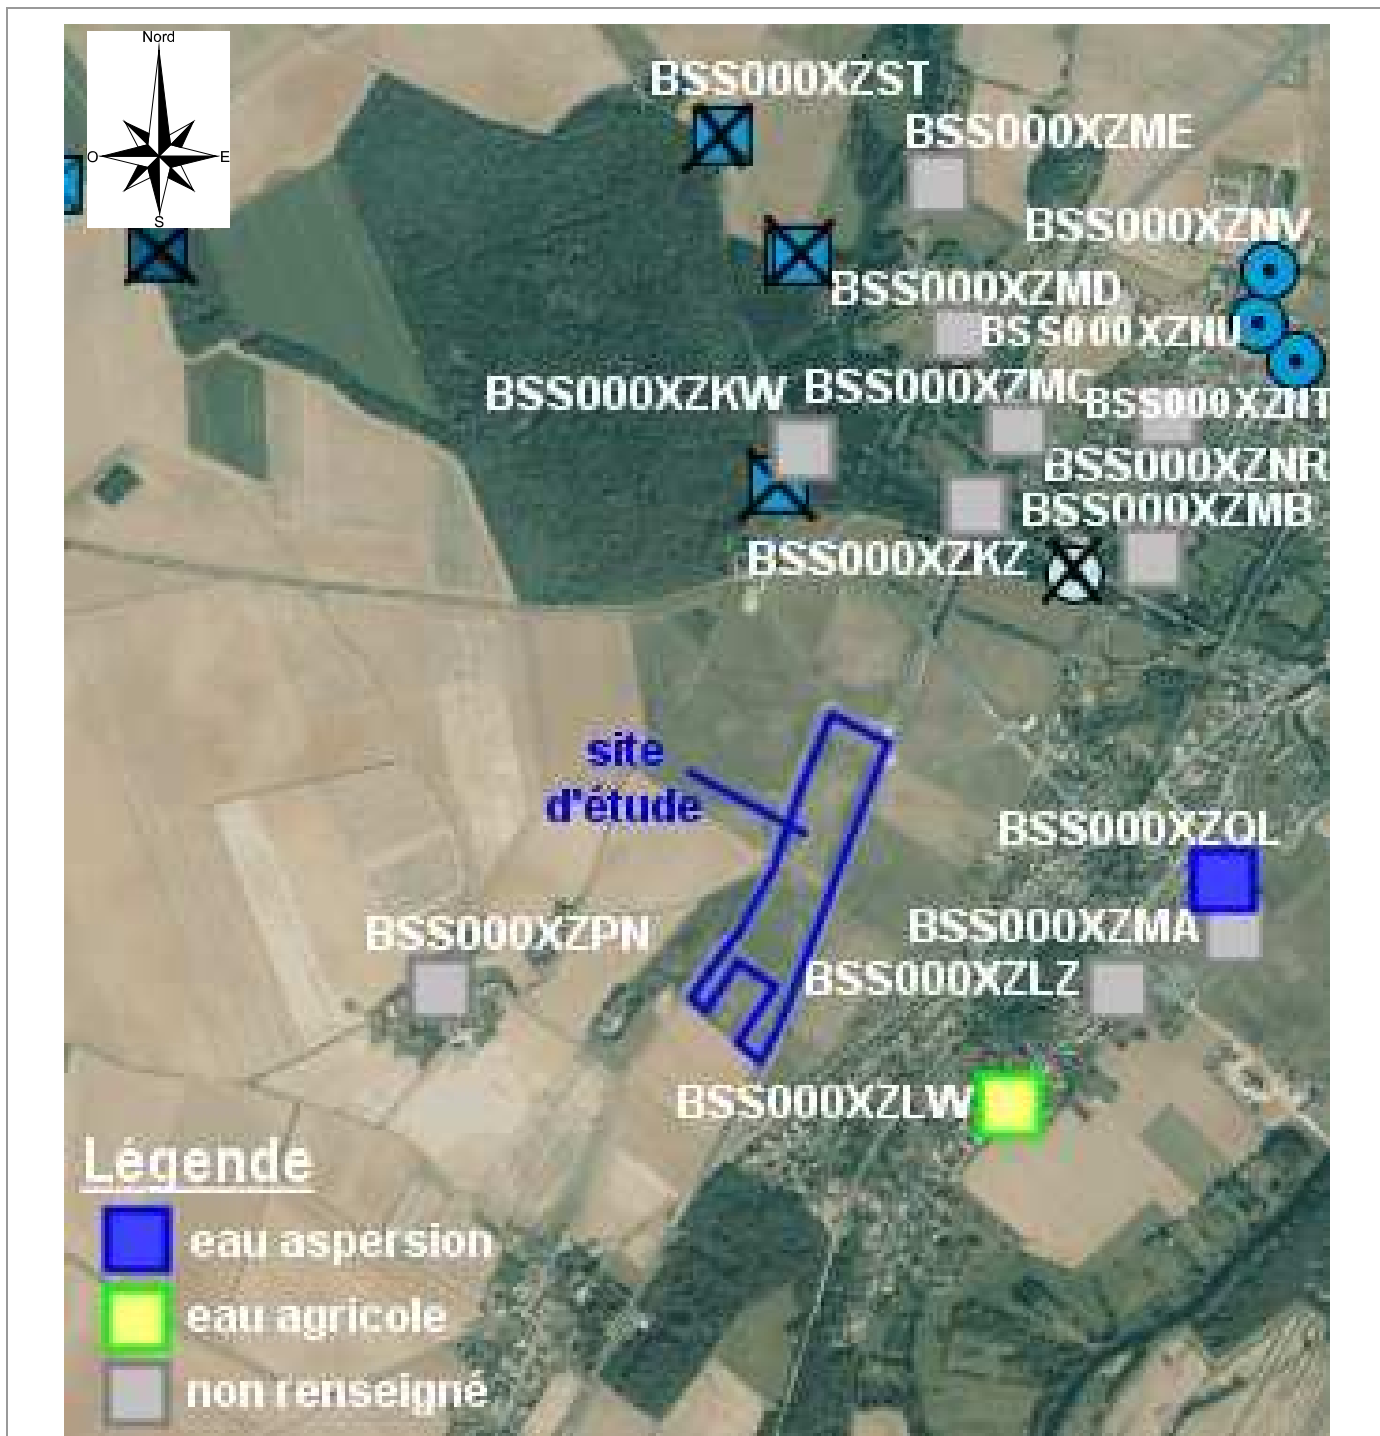 Nord
O
E
S
BSS000XZST
BSS000XZME
BSS000XZNV
BSS000XZMD
BSS000XZNU
BSS000XZKW
BSS000XZMC
BSS000XZNT
BSS000XZNR
BSS000XZMB
BSS000XZKZ
site
d'étude
BSS000XZQL
BSS000XZPN
BSS000XZMA
BSS000XZLZ
BSS000XZLW
Légende
eau aspersion
eau agricole
non renseigné